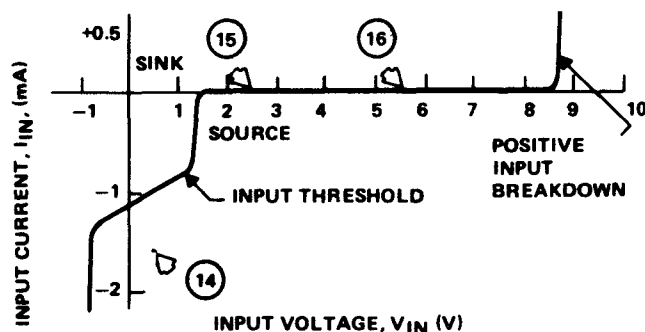 +0.5
15
16
SINK
−1
1
2
3
4
5
6
7
8
9
10
SOURCE
POSITIVE
INPUT
BREAKDOWN
INPUT THRESHOLD
−1
14
−2
INPUT CURRENT, IIN, (mA)
INPUT VOLTAGE, VIN (V)